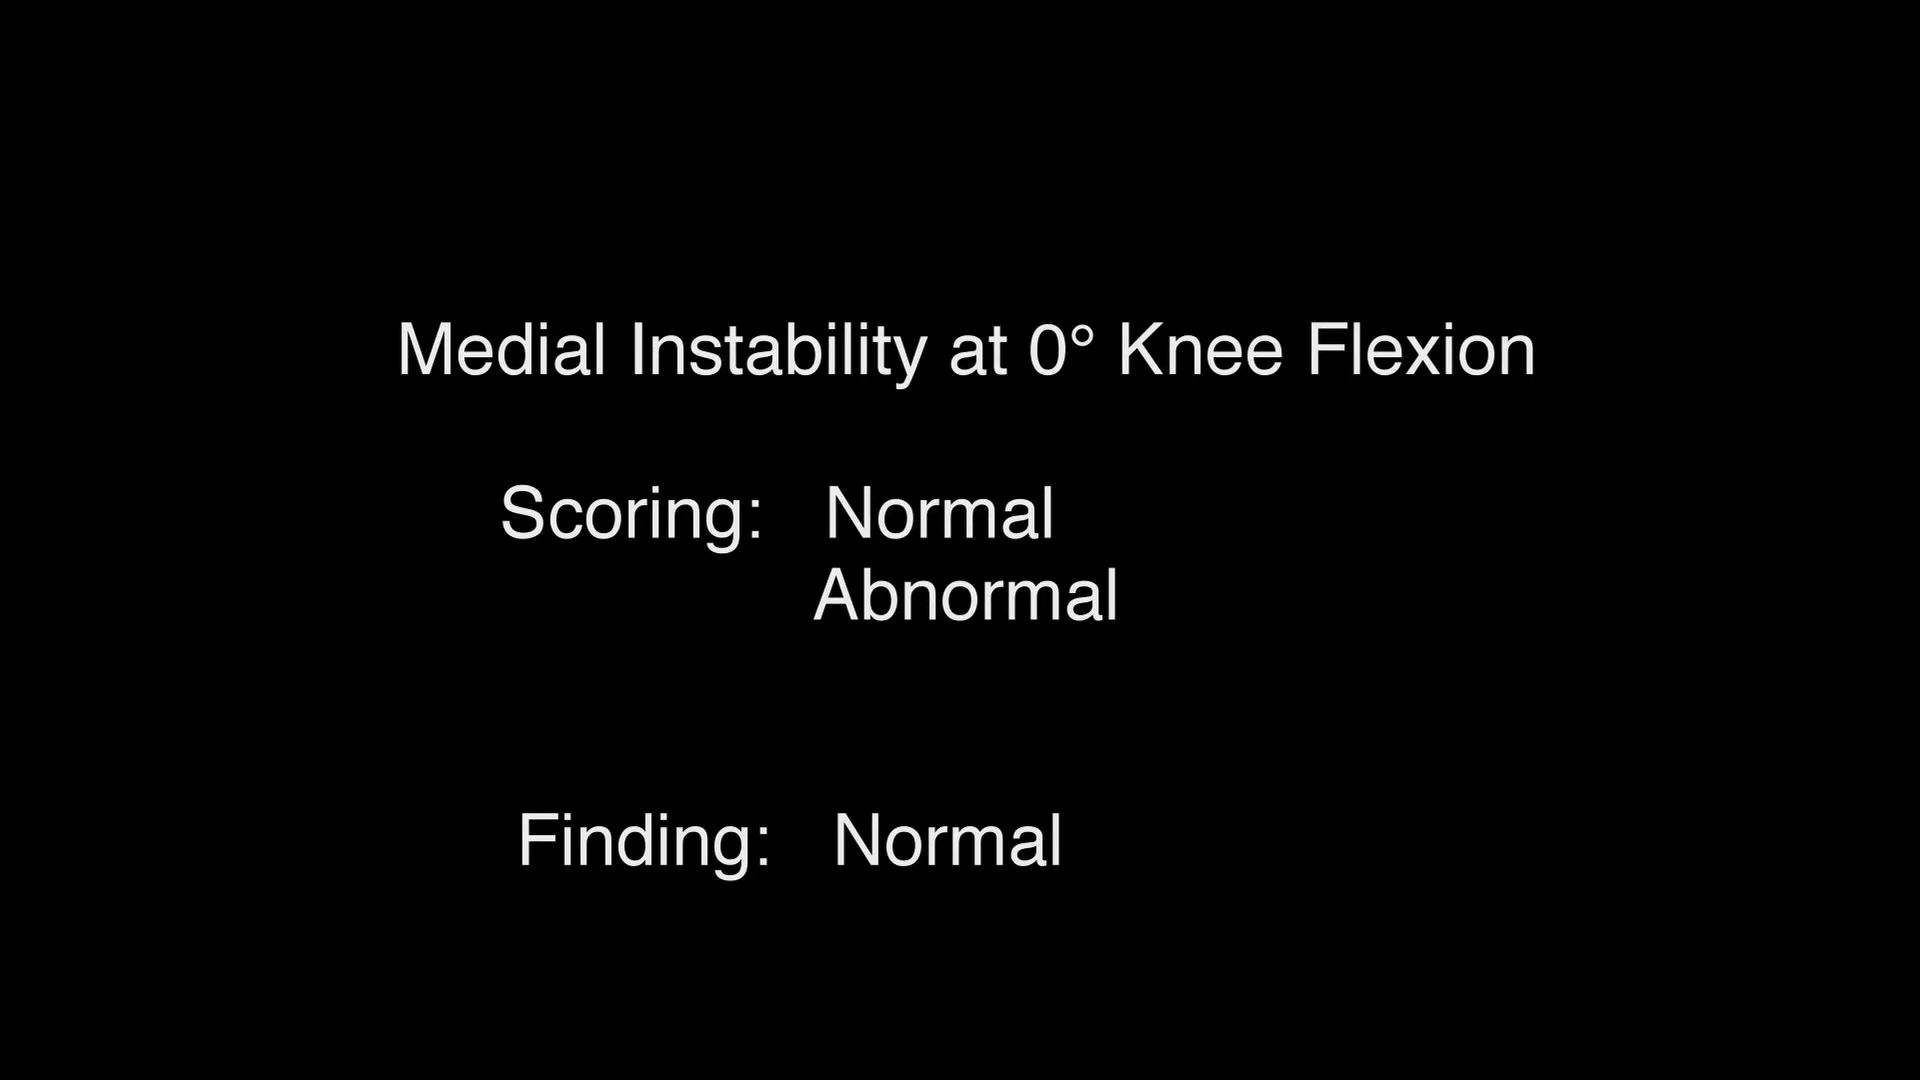 Medial Instability at 0° Knee Flexion
Scoring: Normal
Abnormal
Finding: Normal